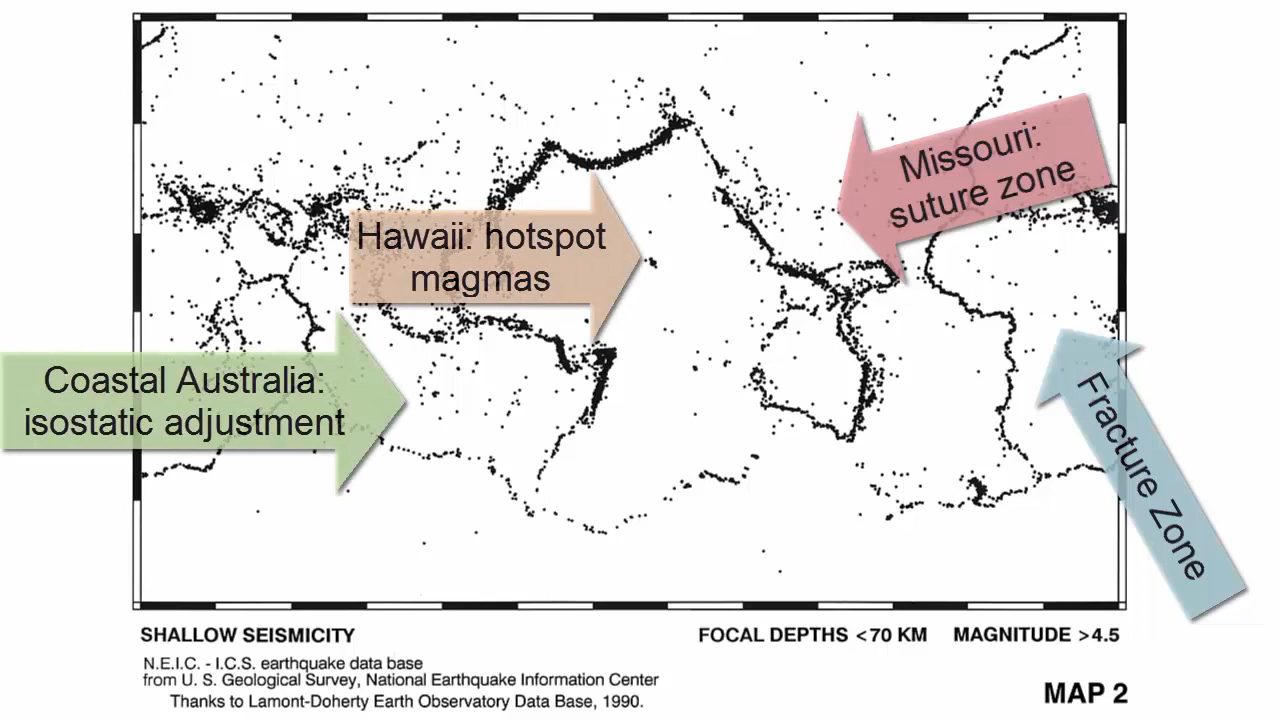 Missouri:
suture zone
Hawaii: hotspot
magmas
Coastal Australia:
isostatic adjustment
Fracture Zone
SHALLOW SEISMICITY
FOCAL DEPTHS <70 KM MAGNITUDE >4.5
N.E.I.C. - I.C.S. earthquake data base
from U. S. Geological Survey, National Earthquake Information Center
Thanks to Lamont-Doherty Earth Observatory Data Base, 1990.
MAP 2